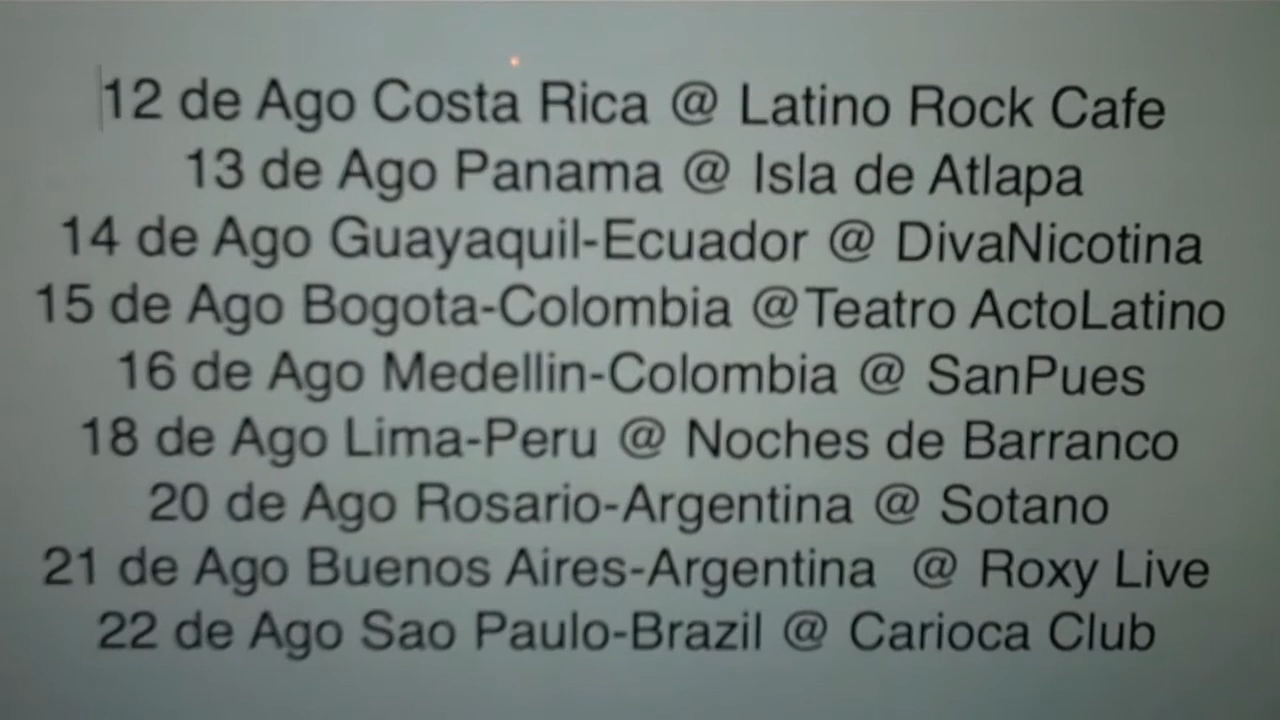 12 de Ago Costa Rica @ Latino Rock Cafe
13 de Ago Panama @ Isla de Atlapa
14 de Ago Guayaquil-Ecuador @ DivaNicotina
15 de Ago Bogota-Colombia @Teatro ActoLatino
16 de Ago Medellin-Colombia @ SanPues
18 de Ago Lima-Peru @ Noches de Barranco
20 de Ago Rosario-Argentina @ Sotano
21 de Ago Buenos Aires-Argentina @ Roxy Live
22 de Ago Sao Paulo-Brazil @ Carioca Club